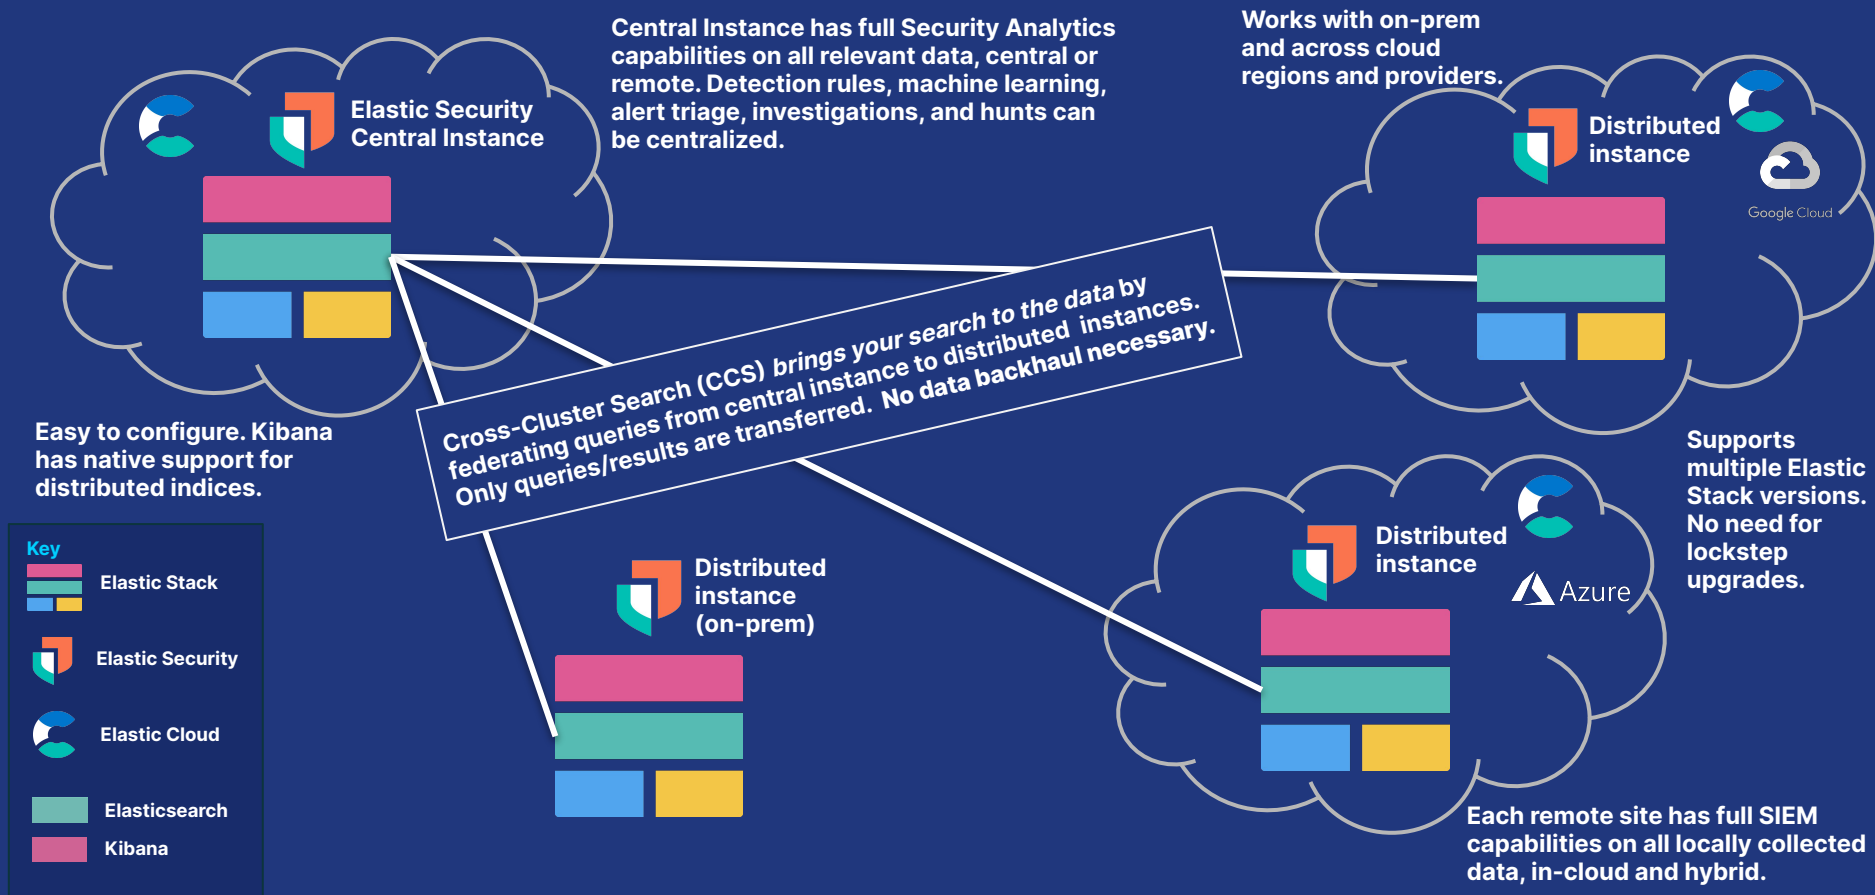 Central Instance has full Security Analytics
capabilities on all relevant data, central or
remote. Detection rules, machine learning,
alert triage, investigations, and hunts can
be centralized.
Works with on-prem
and across cloud
regions and providers.
Elastic Security
Central Instance
Distributed
instance
Google Cloud
Cross-Cluster Search (CCS) brings your search to the data by
federating queries from central instance to distributed instances.
Only queries/results are transferred. No data backhaul necessary.
Easy to configure. Kibana
has native support for
distributed indices.
Supports
multiple Elastic
Stack versions.
No need for
lockstep
upgrades.
Distributed
instance
Azure
Distributed
instance
(on-prem)
Key
Elastic Stack
Elastic Security
Elastic Cloud
Elasticsearch
Kibana
Each remote site has full SIEM
capabilities on all locally collected
data, in-cloud and hybrid.